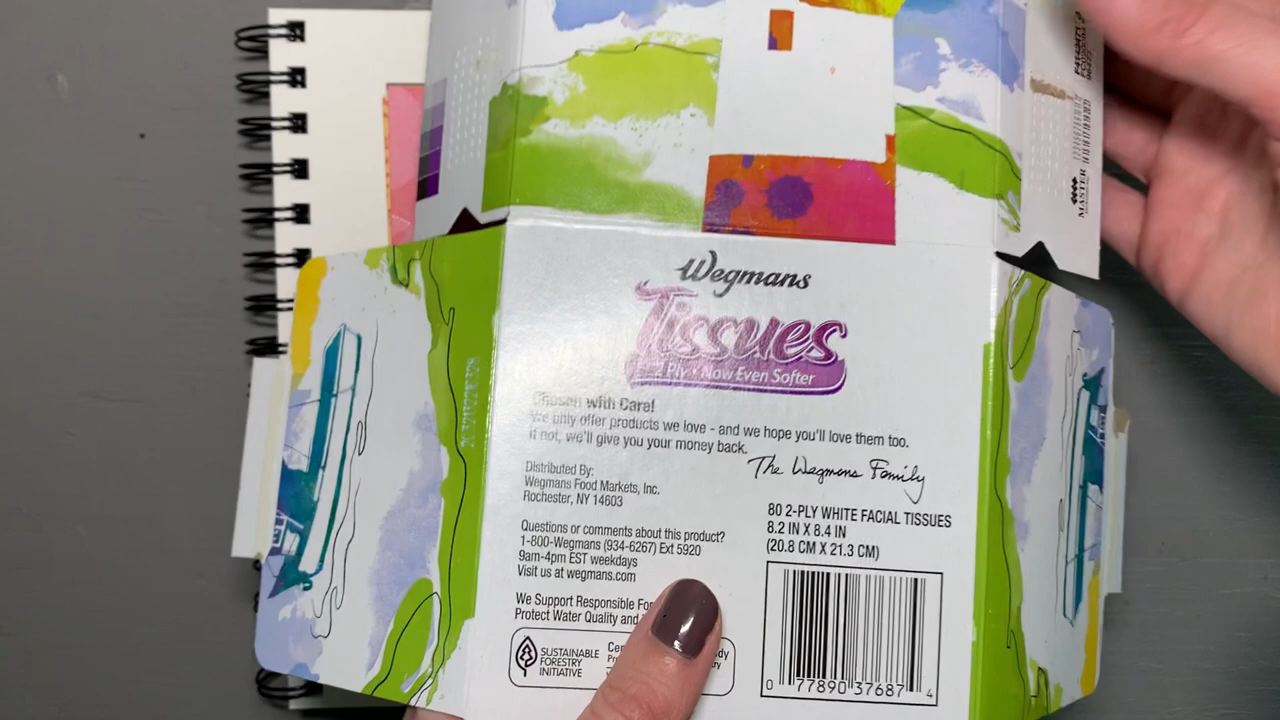 Wegmans
Tissues
Ply • Now Even Softer
Chosen with Care!
We only offer products we love - and we hope you'll love them too.
If not, we'll give you your money back.
The Wegmans Family
Distributed By:
Wegmans Food Markets, Inc.
Rochester, NY 14603
80 2-PLY WHITE FACIAL TISSUES
8.2 IN X 8.4 IN
(20.8 CM X 21.3 CM)
Questions or comments about this product?
1-800-Wegmans (934-6267) Ext 5920
9am-4pm EST weekdays
Visit us at wegmans.com
We Support Responsible
Protect Water Quality and
SUSTAINABLE
FORESTRY
INITIATIVE
0 77890 37687 4
MASTER